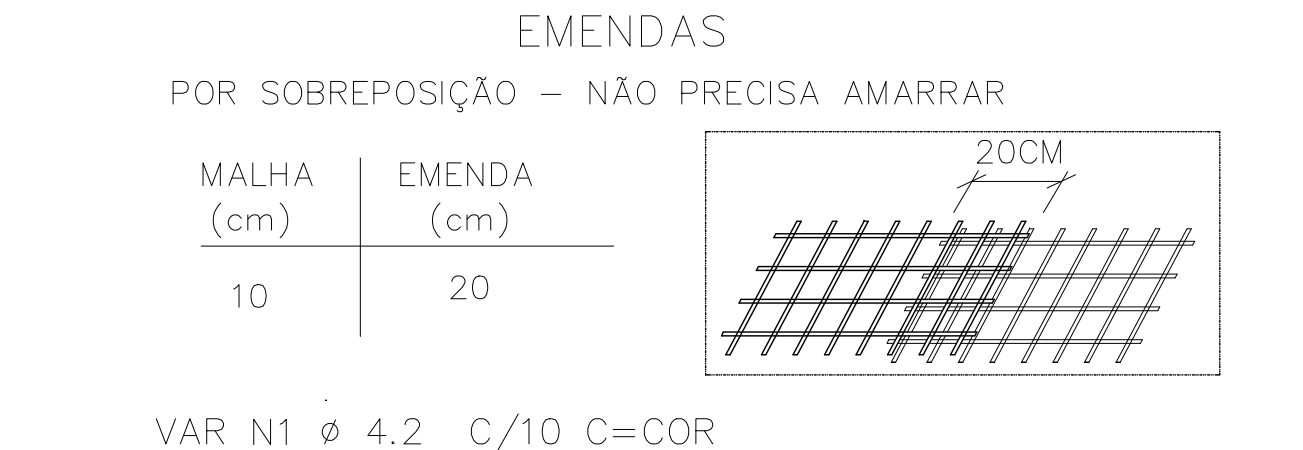 EMENDAS
POR SOBREPOSIÇÃO – NÃO PRECISA AMARRAR
MALHA EMENDA
(cm) (cm)
10 20
20CM
VAR N1 ø 4.2 C/10 C=COR